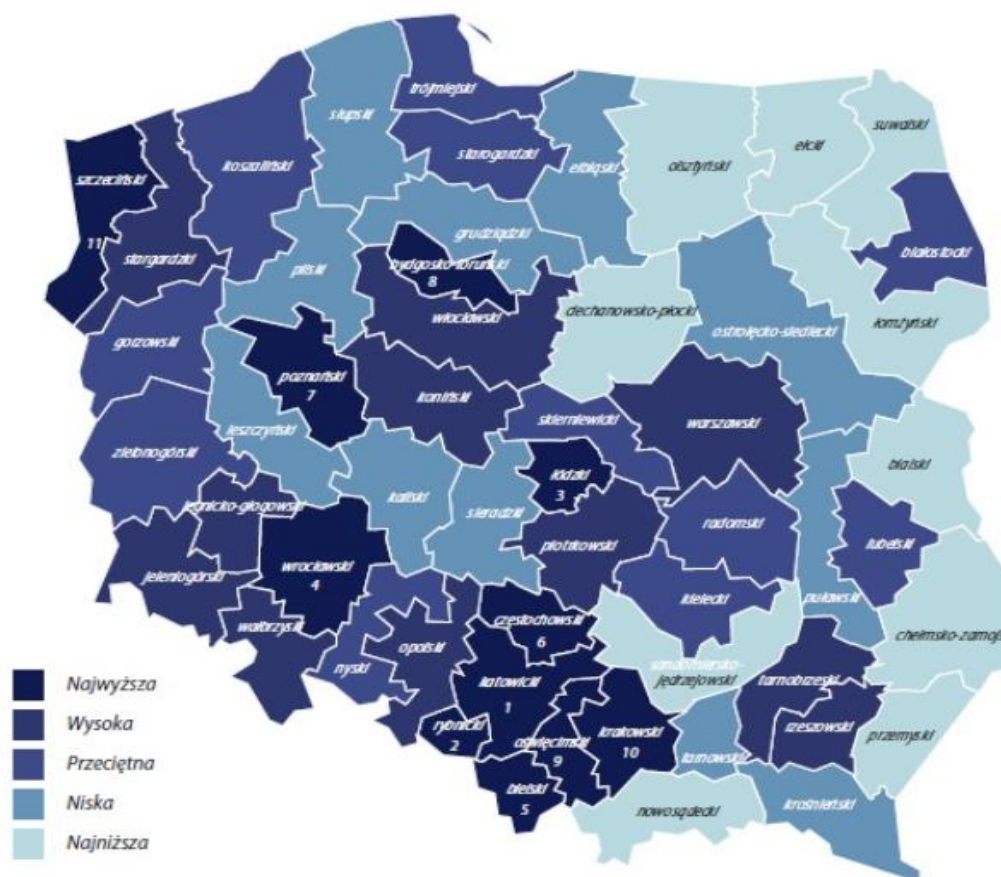 trójmiejski
słupski
suwalski
starogardzki
ełcki
koszaliński
elbląski
olsztyński
szczeciński
11
grudziądzki
białostocki
stargardzki
bydgosko-toruński
8
pilski
włocławski
ciechanowsko-płocki
łomżyński
ostrołęcko-siedlecki
gorzowski
poznański
7
koniński
skierniewicki
warszawski
leszczyński
zielonogórski
łódzki
3
bialski
legnicko-głogowski
kaliski
sieradzki
radomski
lubelski
piotrkowski
jeleniogórski
wrocławski
4
kielecki
puławski
częstochowski
6
wałbrzyski
opolski
nyski
sandomiersko-
jędrzejowski
tarnobrzeski
Najwyższa
katowicki
1
Wysoka
rybnicki
2
oświęcimski
9
krakowski
10
rzeszowski
przemyski
Przeciętna
tarnowski
bielski
5
nowosądecki
krośnieński
Niska
Najniższa